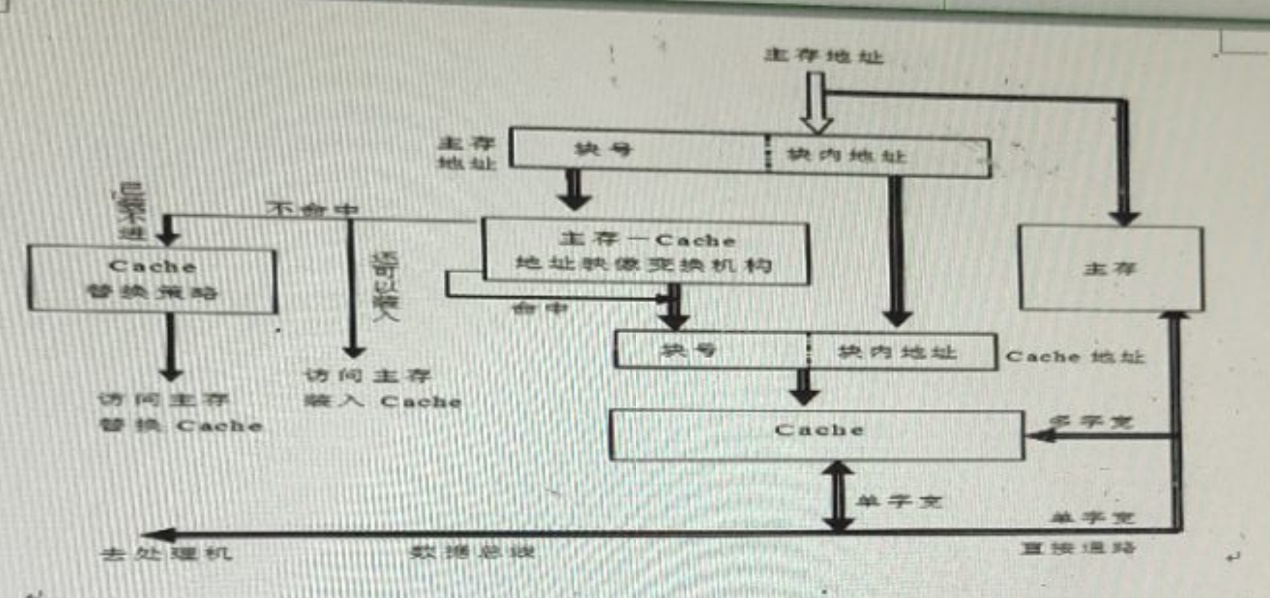 主存地址
主存
地址
块号
块内地址
不命中
已装不进
主存—Cache
地址映像变换机构
Cache
替换策略
还可以装入
主存
命中
块号
块内地址
Cache 地址
访问主存
装入 Cache
访问主存
替换 Cache
Cache
多字宽
单字宽
单字宽
去处理机
数据总线
直接通路